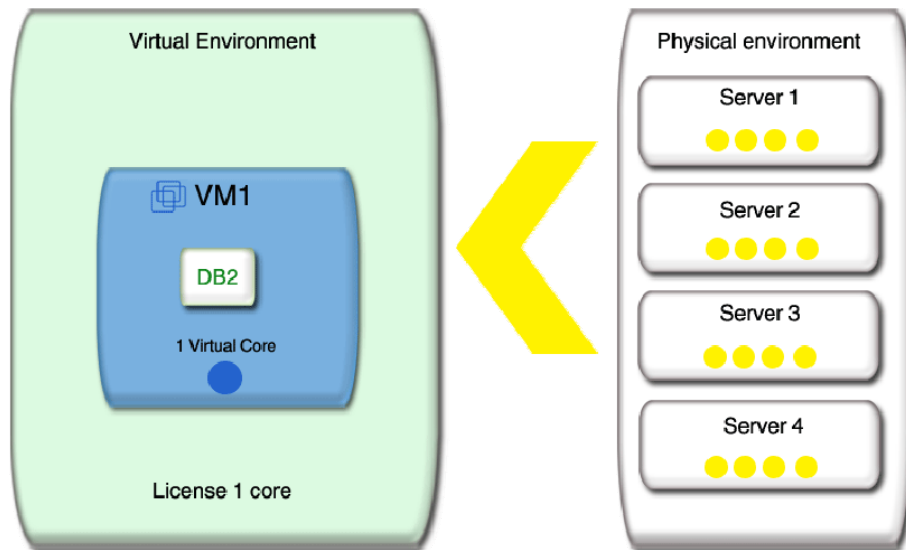 Virtual Environment
VM1
DB2
1 Virtual Core
License 1 core
Physical environment
Server 1
Server 2
Server 3
Server 4